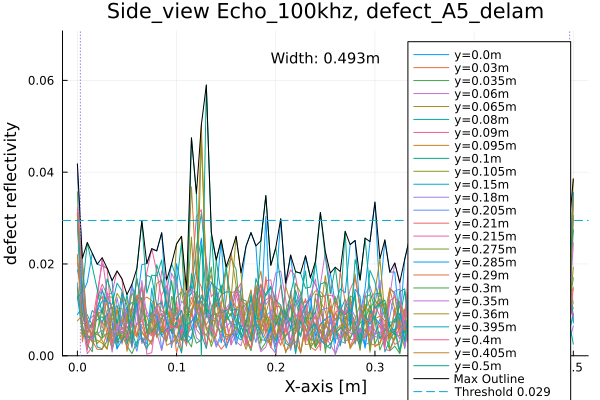 Side_view Echo_100khz, defect_A5_delam
Width: 0.493m
defect reflectivity
0.06
0.04
0.02
0.00
0.0
0.1
0.2
0.3
.5
X-axis [m]
y=0.0m
y=0.03m
y=0.035m
y=0.06m
y=0.065m
y=0.08m
y=0.09m
y=0.095m
y=0.1m
y=0.105m
y=0.15m
y=0.18m
y=0.205m
y=0.21m
y=0.215m
y=0.275m
y=0.285m
y=0.29m
y=0.3m
y=0.35m
y=0.36m
y=0.395m
y=0.4m
y=0.405m
y=0.5m
Max Outline
Threshold 0.029